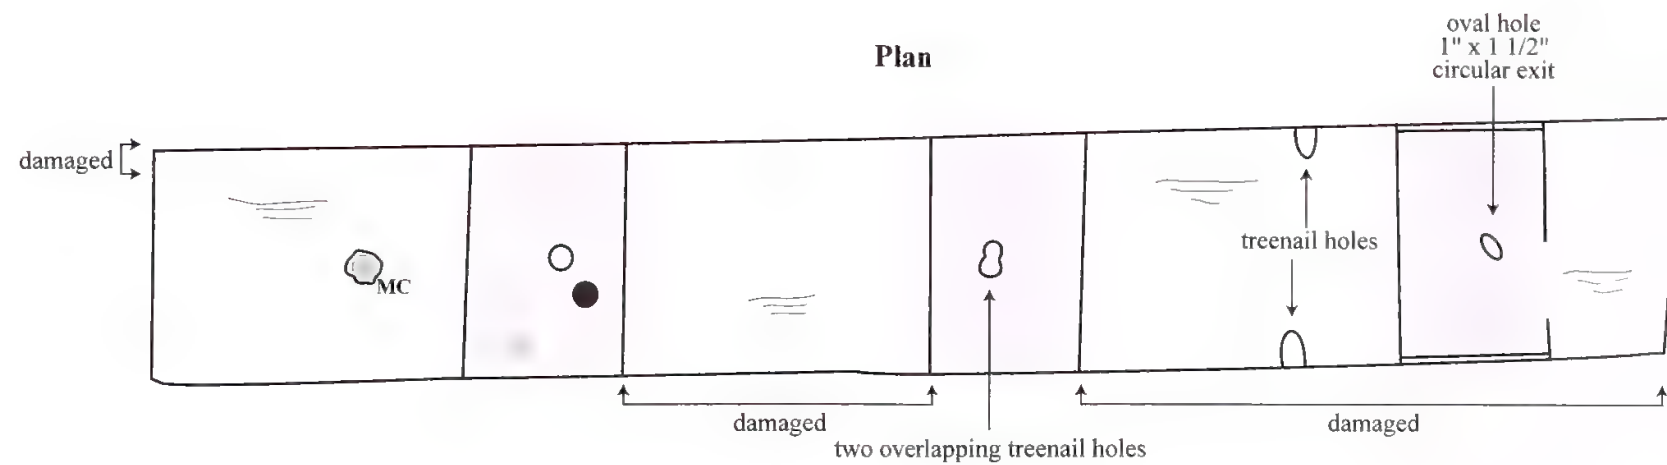 oval hole
1" x 1 1/2"
circular exit
Plan
damaged
treenail holes
MC
damaged
damaged
two overlapping treenail holes